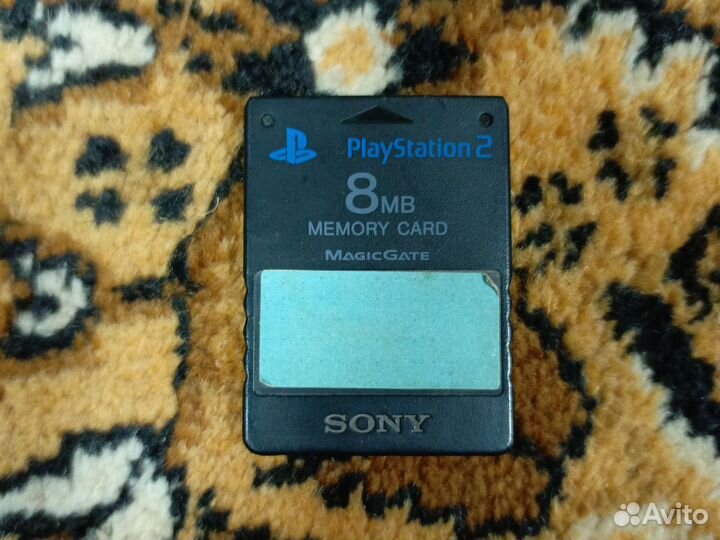 PlayStation 2
8MB
MEMORY CARD
MAGICGATE
SONY
Avito